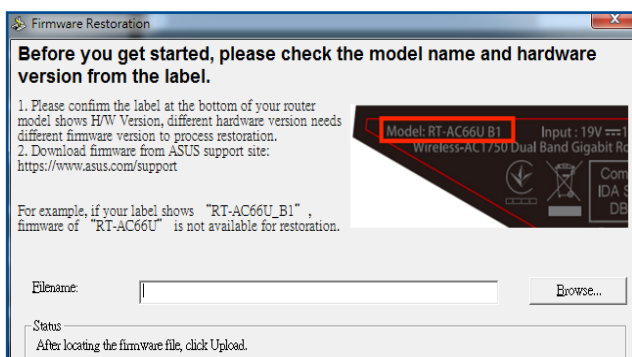 Firmware Restoration
Before you get started, please check the model name and hardware
version from the label.
1. Please confirm the label at the bottom of your router
model shows H/W Version, different hardware version needs
different firmware version to process restoration.
2. Download firmware from ASUS support site:
https://www.asus.com/support
For example, if your label shows “RT-AC66U_B1”,
firmware of “RT-AC66U” is not available for restoration.
Model: RT-AC66U B1 Input : 19V
Wireless-AC1750 Dual Band Gigabit
Com
IDA
DB
Filename:
Browse...
Status
After locating the firmware file, click Upload.